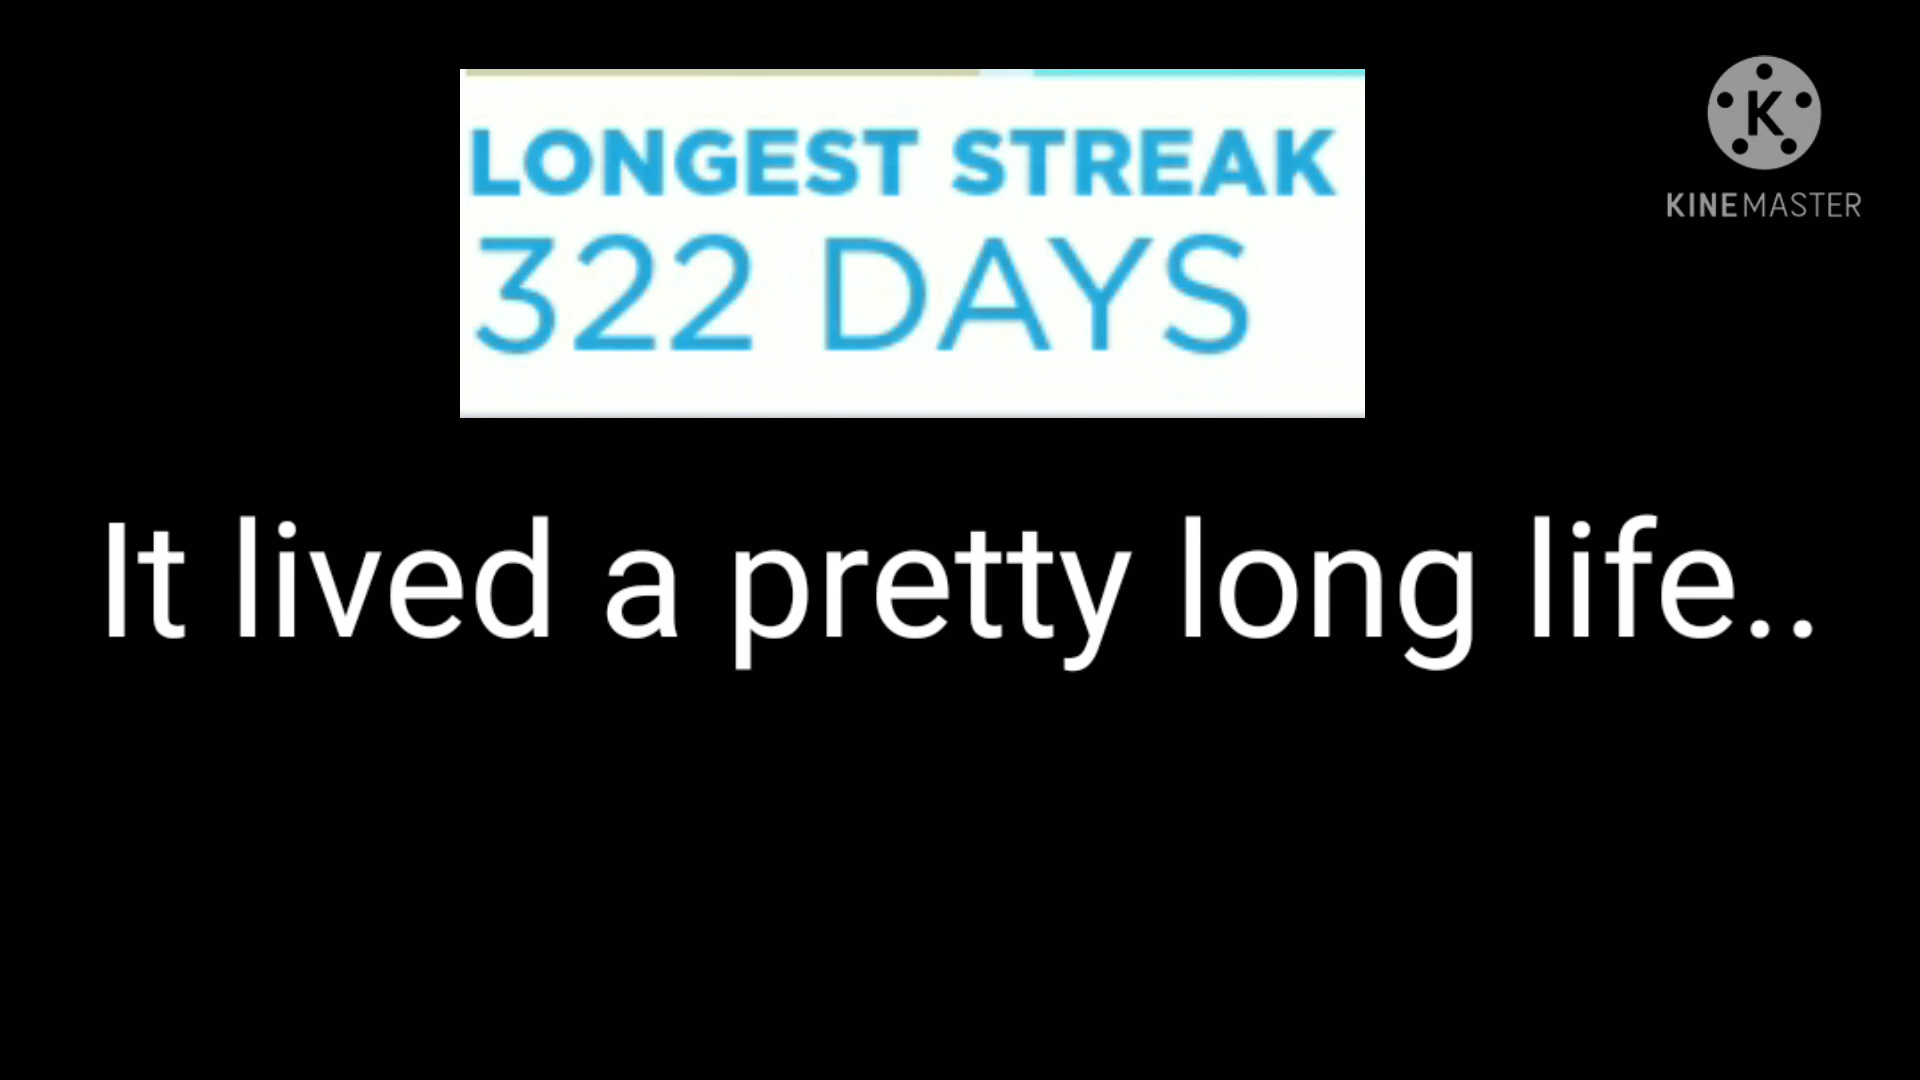 LONGEST STREAK
322 DAYS
K
KINEMASTER
It lived a pretty long life..